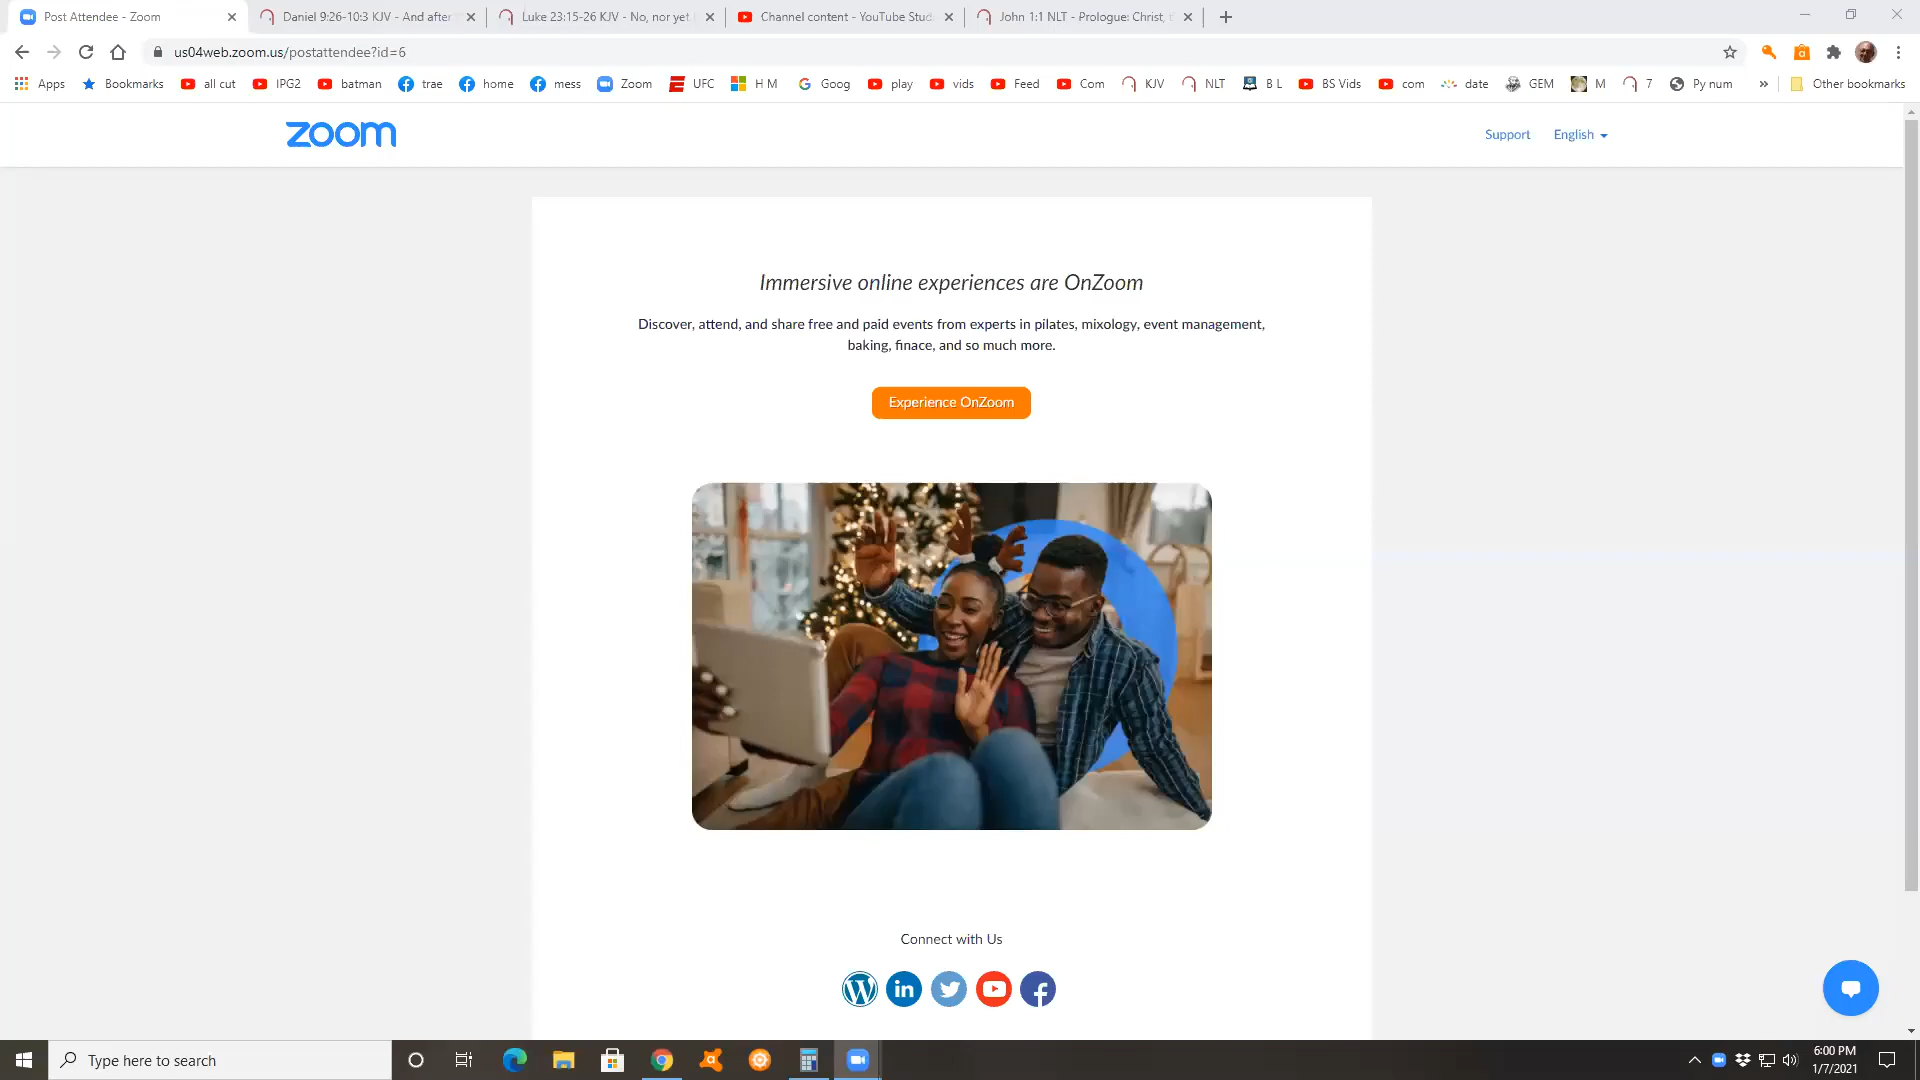 Post Attendee - Zoom
Daniel 9:26-10:3 KJV - And after
Luke 23:15-26 KJV - No, nor yet
Channel content - YouTube Stud
John 1:1 NLT - Prologue: Christ,
us04web.zoom.us/postattendee?id=6
Apps Bookmarks all cut IPG2 batman trae home mess Zoom UFC H M Goog play vids Feed Com KJV NLT B L BS Vids com date GEM M 7 Py num » Other bookmarks
zoom
Support English
Immersive online experiences are OnZoom
Discover, attend, and share free and paid events from experts in pilates, mixology, event management,
baking, finace, and so much more.
Experience OnZoom
Connect with Us
Type here to search
6:00 PM
1/7/2021